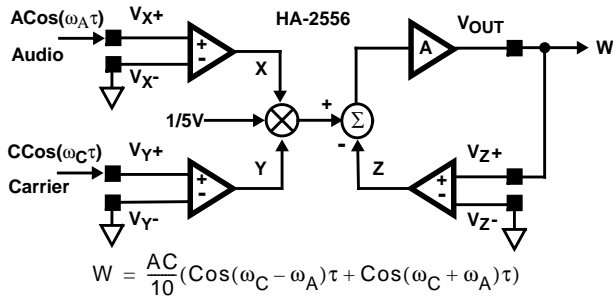 ACos(ω_Aτ)
Audio
V_X+
V_X-
HA-2556
X
+
-
1/5V
Y
CCos(ω_Cτ)
Carrier
V_Y+
V_Y-
+
-
+
Σ
-
Z
A
V_OUT
W
V_Z+
V_Z-
+
-
W = AC/10 (Cos(ω_C − ω_A)τ + Cos(ω_C + ω_A)τ)